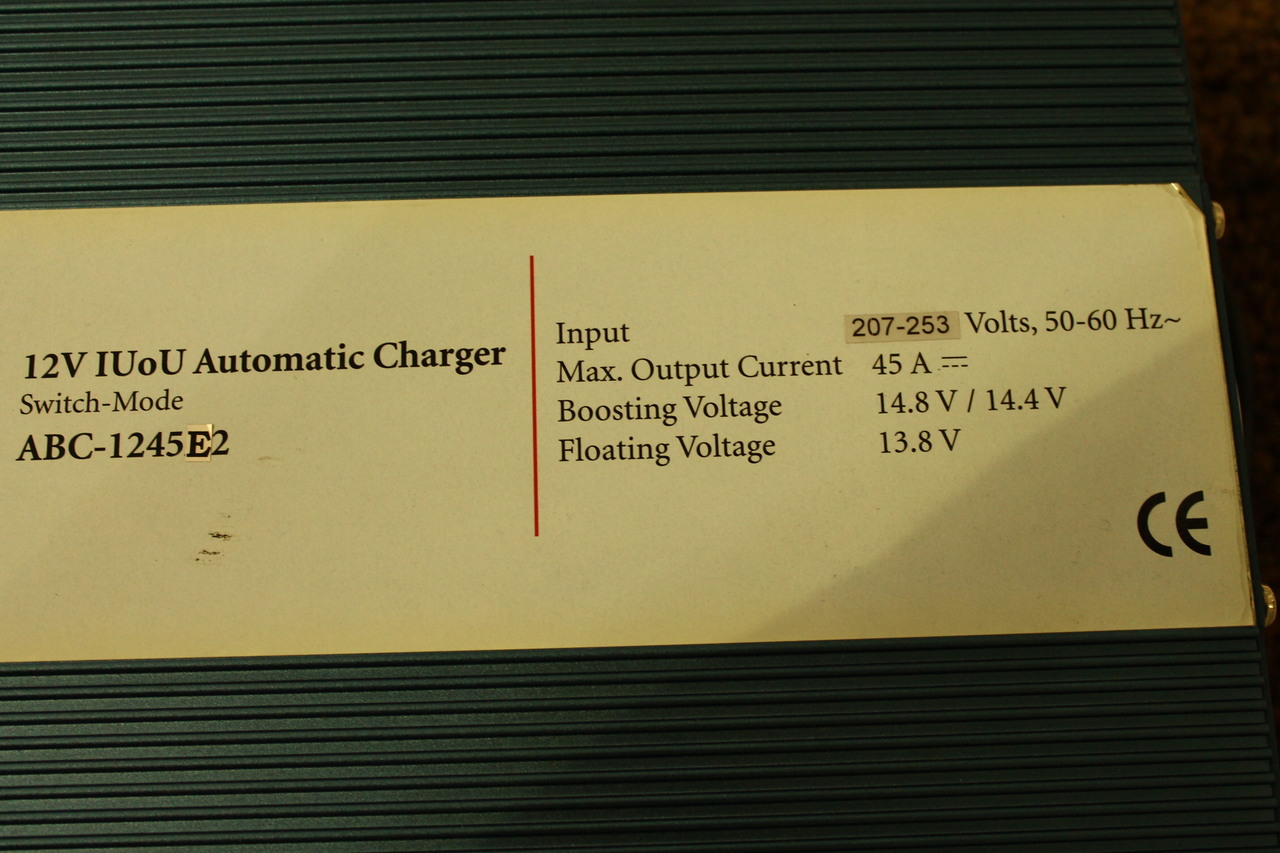 12V IUoU Automatic Charger
Switch-Mode
ABC-1245E2
Input 207-253 Volts, 50-60 Hz~
Max. Output Current 45 A ⎓
Boosting Voltage 14.8 V / 14.4 V
Floating Voltage 13.8 V
CE